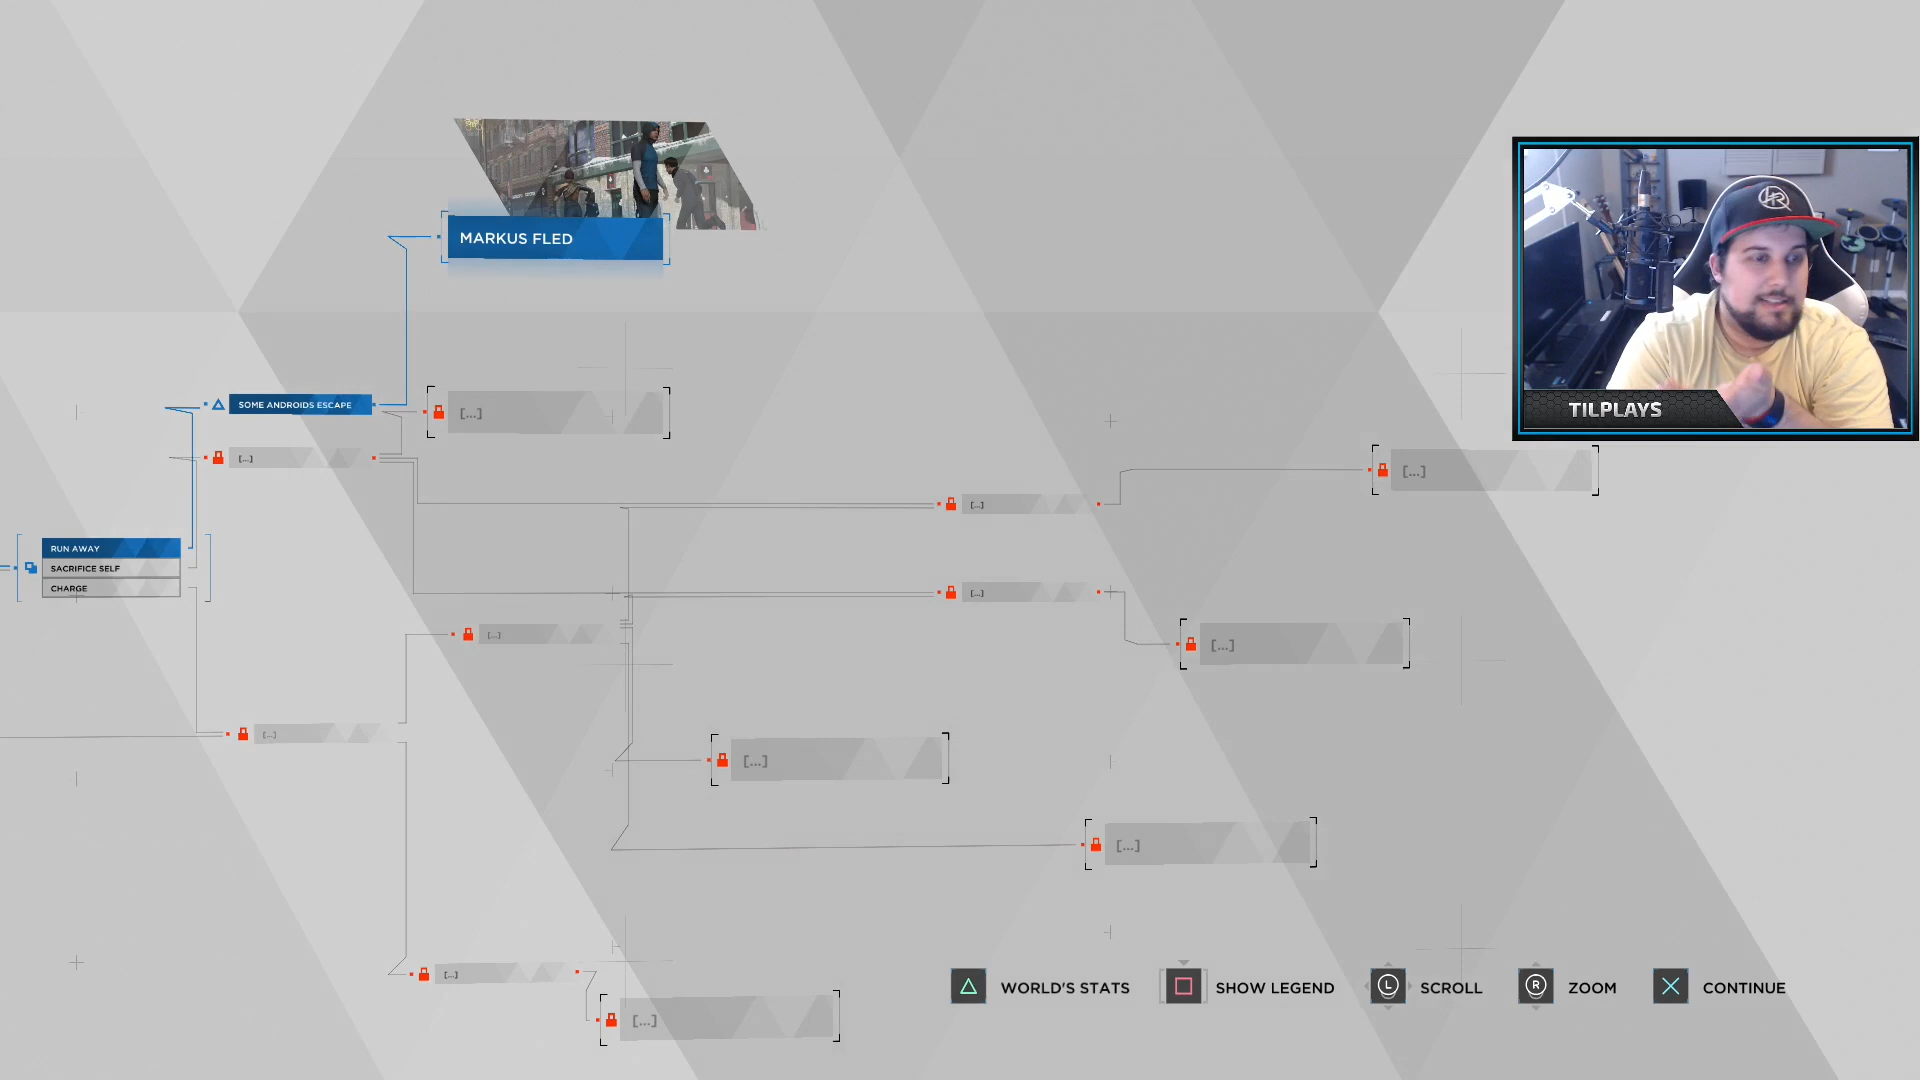 MARKUS FLED
SOME ANDROIDS ESCAPE
[...]
[...]
[...]
[...]
RUN AWAY
SACRIFICE SELF
CHARGE
[...]
[...]
[...]
[...]
[...]
[...]
[...]
[...]
TILPLAYS
WORLD'S STATS
SHOW LEGEND
L
SCROLL
R
ZOOM
CONTINUE